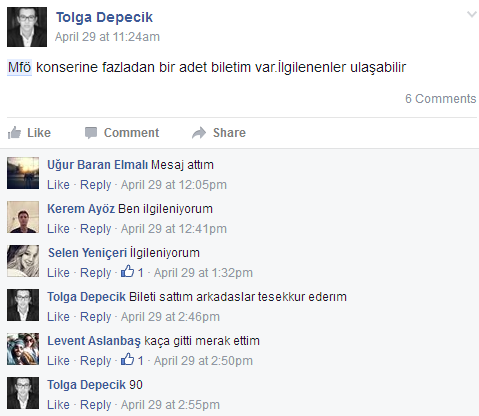 Tolga Depecik
April 29 at 11:24am
Mfö konserine fazladan bir adet biletim var.İlgilenenler ulaşabilir
6 Comments
Like Comment Share
Uğur Baran Elmalı Mesaj attım
Like · Reply · April 29 at 12:05pm
Kerem Ayöz Ben ilgileniyorum
Like · Reply · April 29 at 12:41pm
Selen Yeniçeri İlgileniyorum
Like · Reply · 1 · April 29 at 1:32pm
Tolga Depecik Bileti sattım arkadaslar tesekkur ederım
Like · Reply · April 29 at 2:46pm
Levent Aslanbaş kaça gitti merak ettim
Like · Reply · 1 · April 29 at 2:50pm
Tolga Depecik 90
Like · Reply · April 29 at 2:55pm